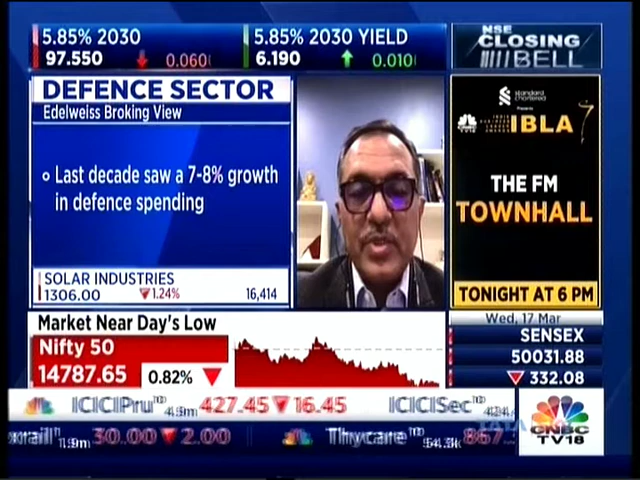 5.85% 2030
97.550 0.060
5.85% 2030 YIELD
6.190 0.010
NSE
CLOSING
BELL
DEFENCE SECTOR
Edelweiss Broking View
Last decade saw a 7-8% growth
in defence spending
SOLAR INDUSTRIES
1306.00 1.24% 16,414
standard
chartered
Presents
IBLA
THE FM
TOWNHALL
TONIGHT AT 6 PM
Market Near Day's Low
Nifty 50
14787.65 0.82%
Wed, 17 Mar
SENSEX
50031.88
332.08
ICICIPru 427.45 16.45 ICICISec
30.00 2.00 Thycare
CNBC
TV18